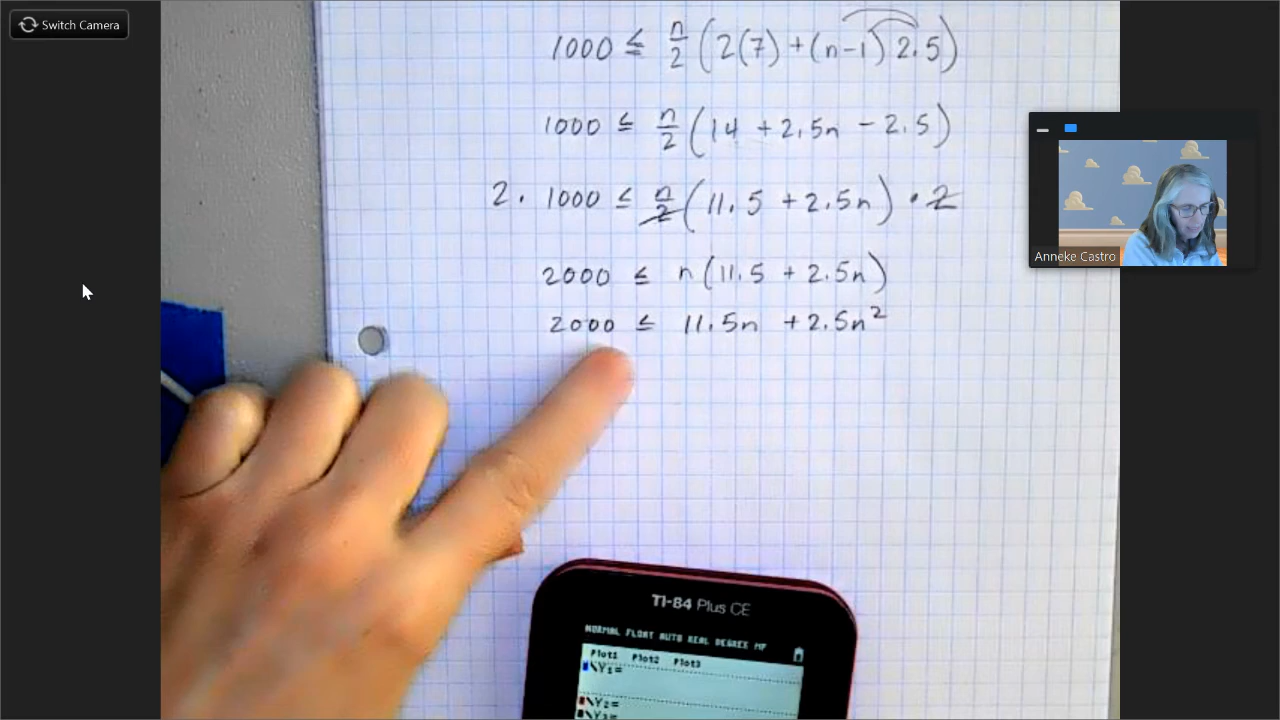 Switch Camera
1000 ≤ n/2 (2(7) + (n-1) 2.5)
1000 ≤ n/2 (14 + 2.5n - 2.5)
2 · 1000 ≤ n/2 (11.5 + 2.5n) · 2
2000 ≤ n(11.5 + 2.5n)
2000 ≤ 11.5n + 2.5n²
Anneke Castro
TI-84 Plus CE
NORMAL FLOAT AUTO REAL DEGREE MP
Plot1 Plot2 Plot3
\Y₁=
\Y₂=
\Y₃=